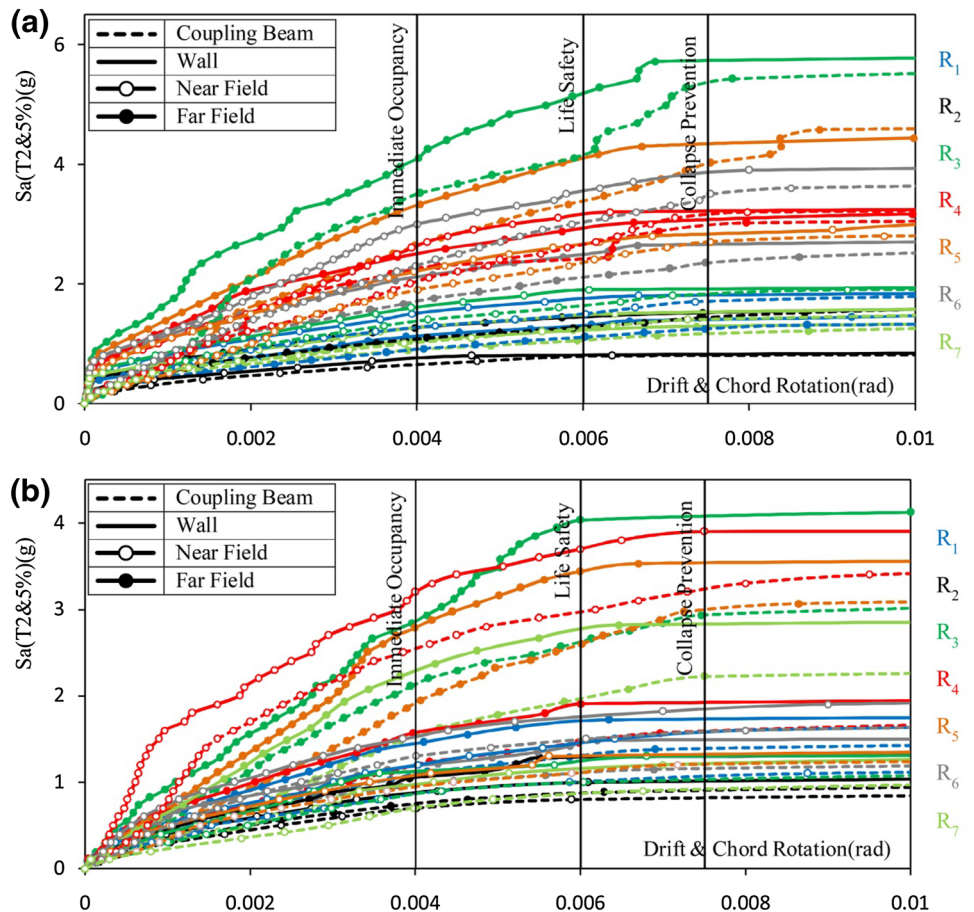 (a)
Sa(T2&5%)(g)
6
4
2
0
Coupling Beam
Wall
Near Field
Far Field
Immediate Occupancy
Life Safety
Collapse Prevention
R1
R2
R3
R4
R5
R6
R7
Drift & Chord Rotation(rad)
0 0.002 0.004 0.006 0.008 0.01
(b)
Sa(T2&5%)(g)
4
3
2
1
0
Coupling Beam
Wall
Near Field
Far Field
Immediate Occupancy
Life Safety
Collapse Prevention
R1
R2
R3
R4
R5
R6
R7
Drift & Chord Rotation(rad)
0 0.002 0.004 0.006 0.008 0.01